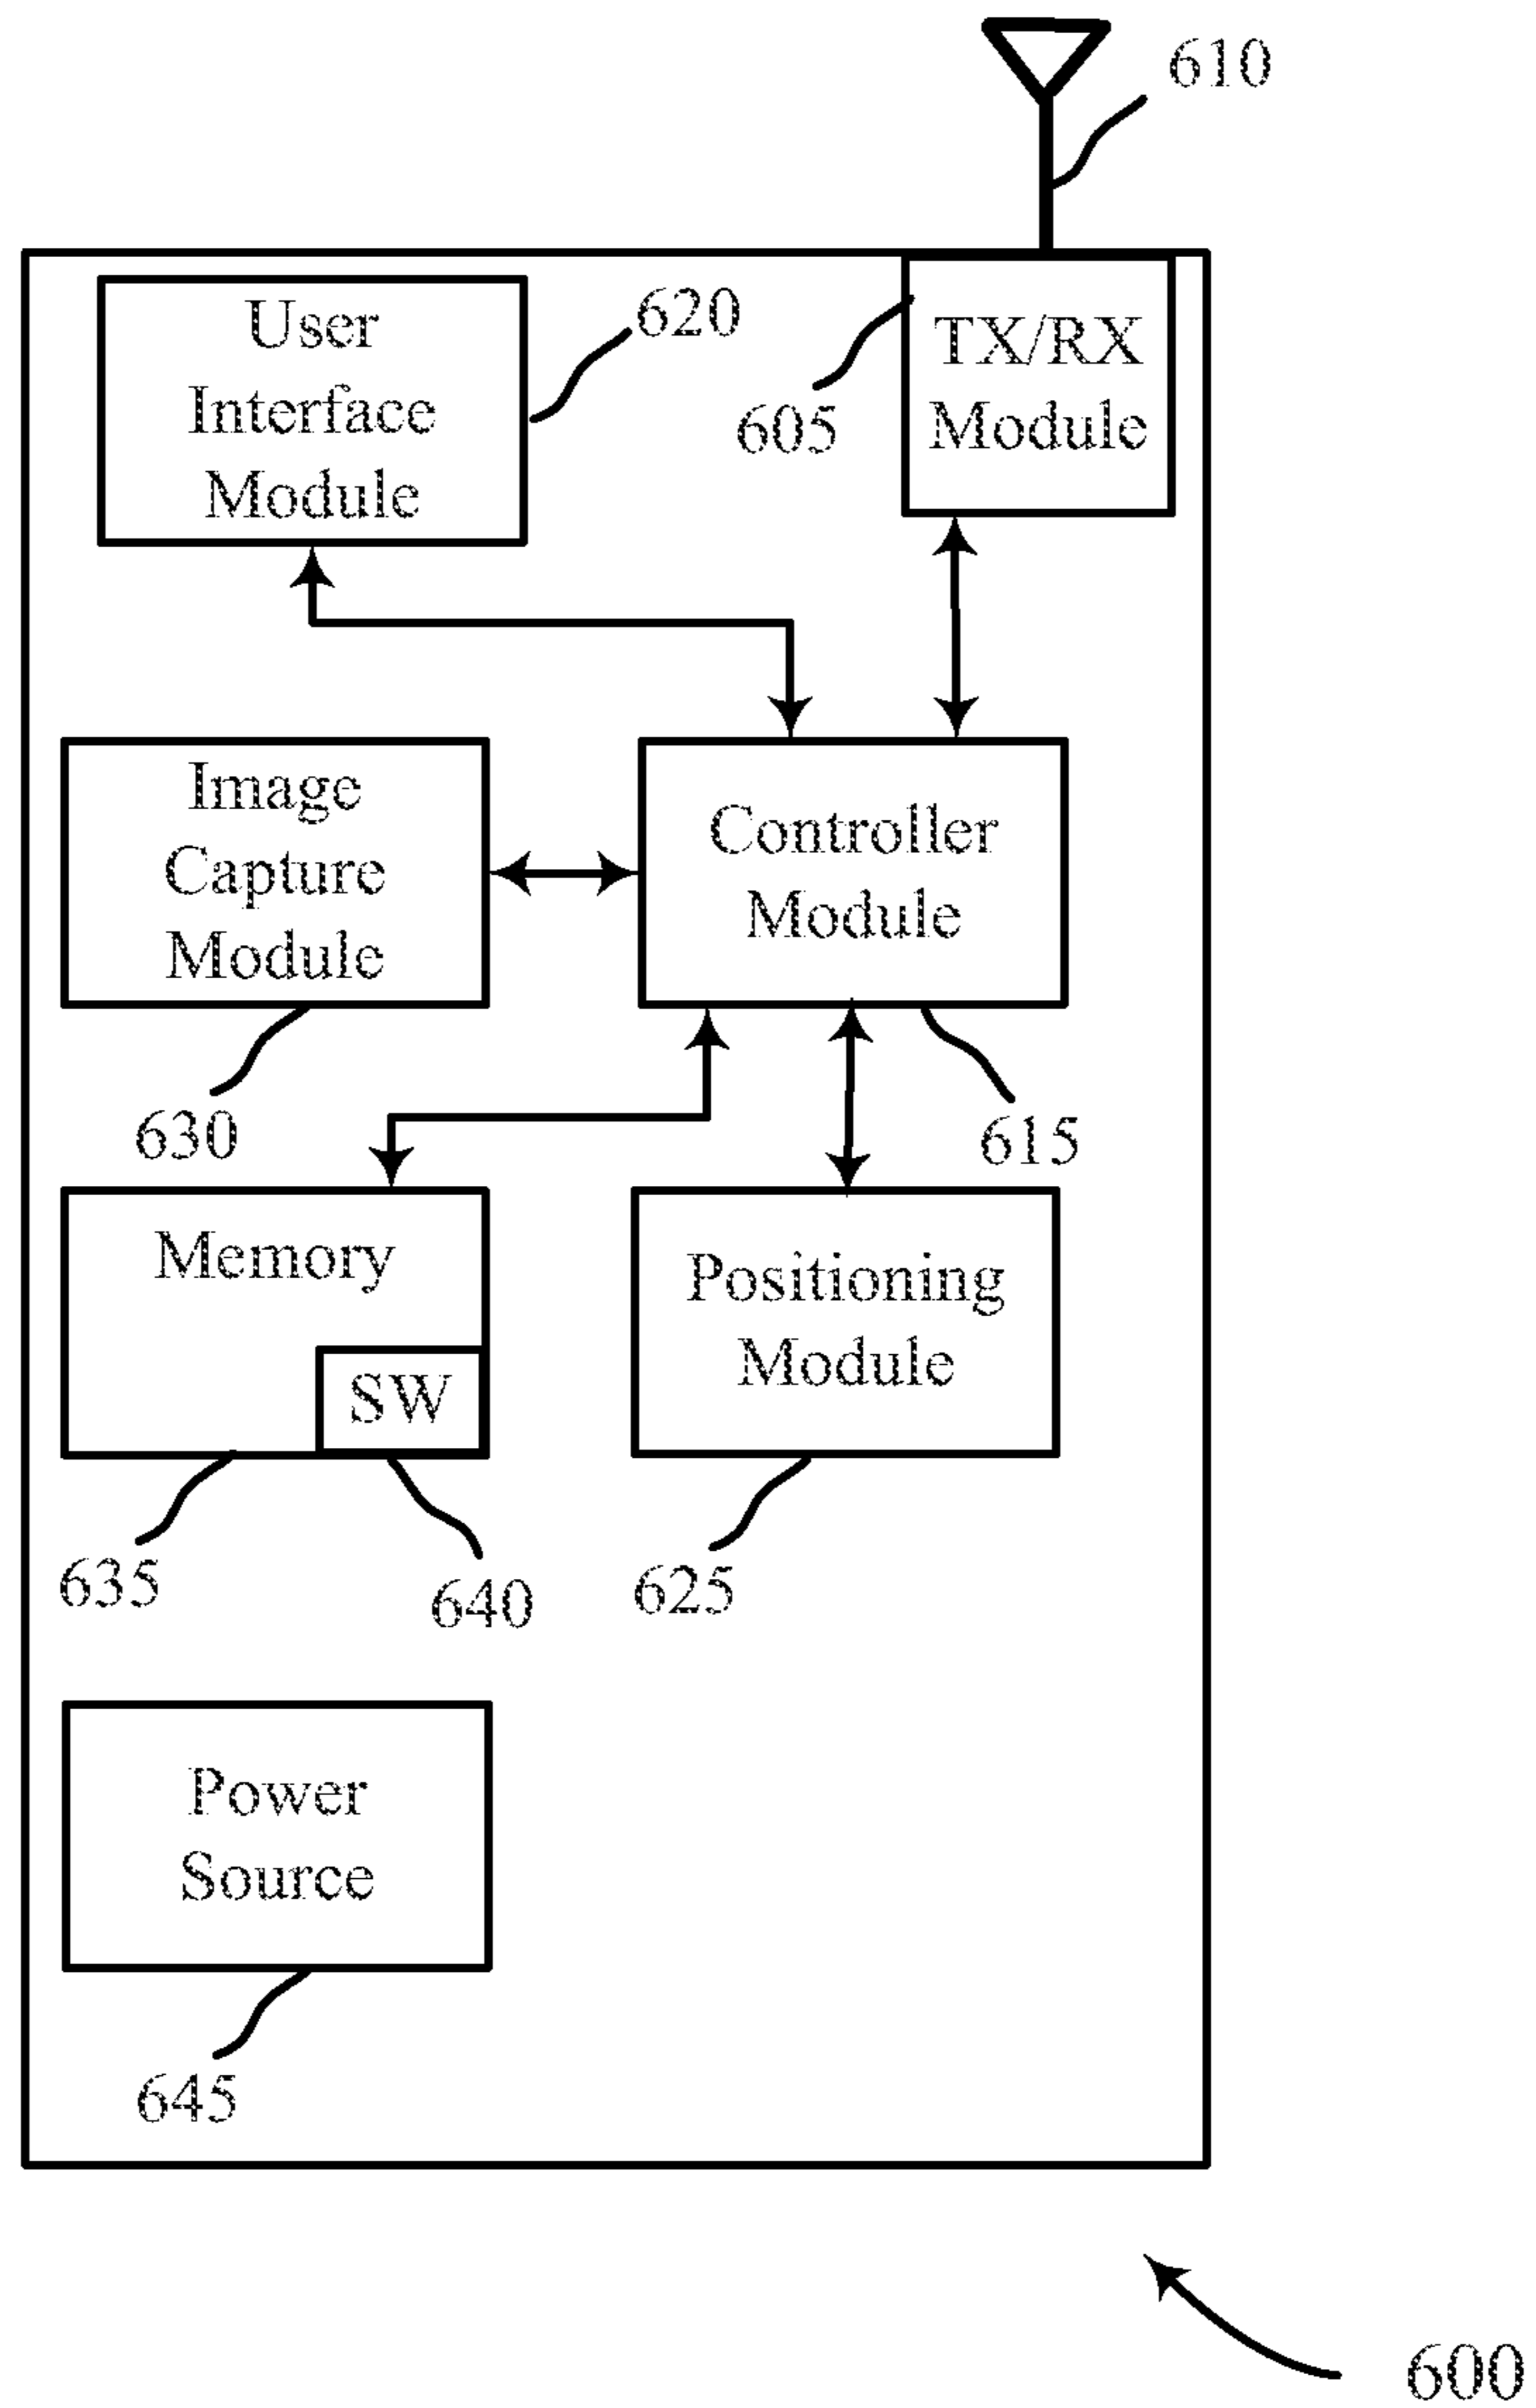 610
User
Interface
Module
620
TX/RX
Module
605
Image
Capture
Module
630
Controller
Module
615
Memory
SW
635
640
Positioning
Module
625
Power
Source
645
600